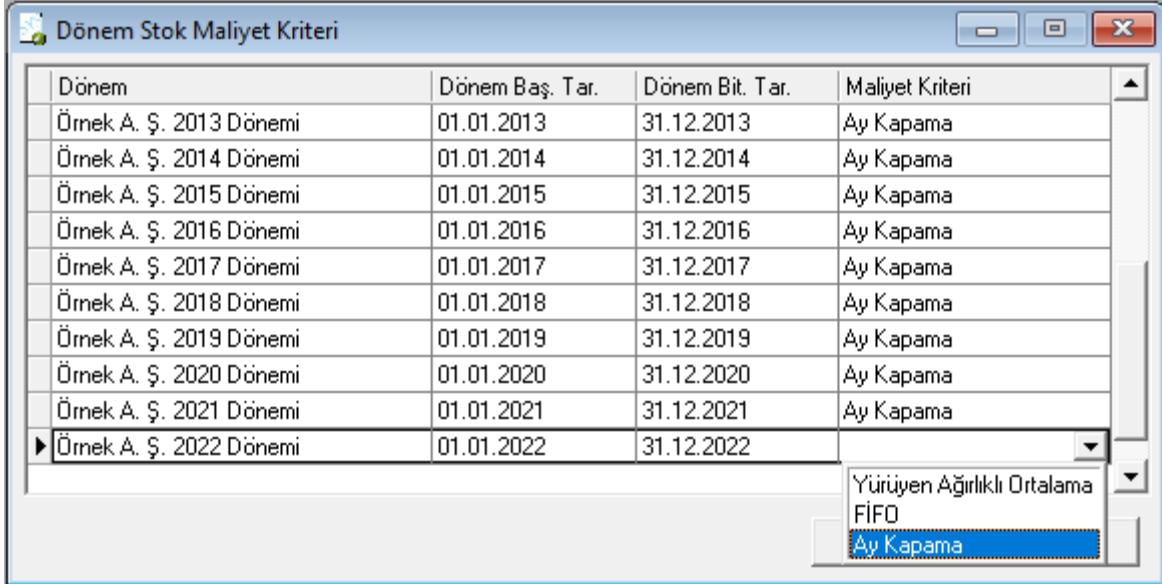 Dönem Stok Maliyet Kriteri
Dönem Dönem Baş. Tar. Dönem Bit. Tar. Maliyet Kriteri
Örnek A. Ş. 2013 Dönemi 01.01.2013 31.12.2013 Ay Kapama
Örnek A. Ş. 2014 Dönemi 01.01.2014 31.12.2014 Ay Kapama
Örnek A. Ş. 2015 Dönemi 01.01.2015 31.12.2015 Ay Kapama
Örnek A. Ş. 2016 Dönemi 01.01.2016 31.12.2016 Ay Kapama
Örnek A. Ş. 2017 Dönemi 01.01.2017 31.12.2017 Ay Kapama
Örnek A. Ş. 2018 Dönemi 01.01.2018 31.12.2018 Ay Kapama
Örnek A. Ş. 2019 Dönemi 01.01.2019 31.12.2019 Ay Kapama
Örnek A. Ş. 2020 Dönemi 01.01.2020 31.12.2020 Ay Kapama
Örnek A. Ş. 2021 Dönemi 01.01.2021 31.12.2021 Ay Kapama
Örnek A. Ş. 2022 Dönemi 01.01.2022 31.12.2022
Yürüyen Ağırlıklı Ortalama
FİFO
Ay Kapama